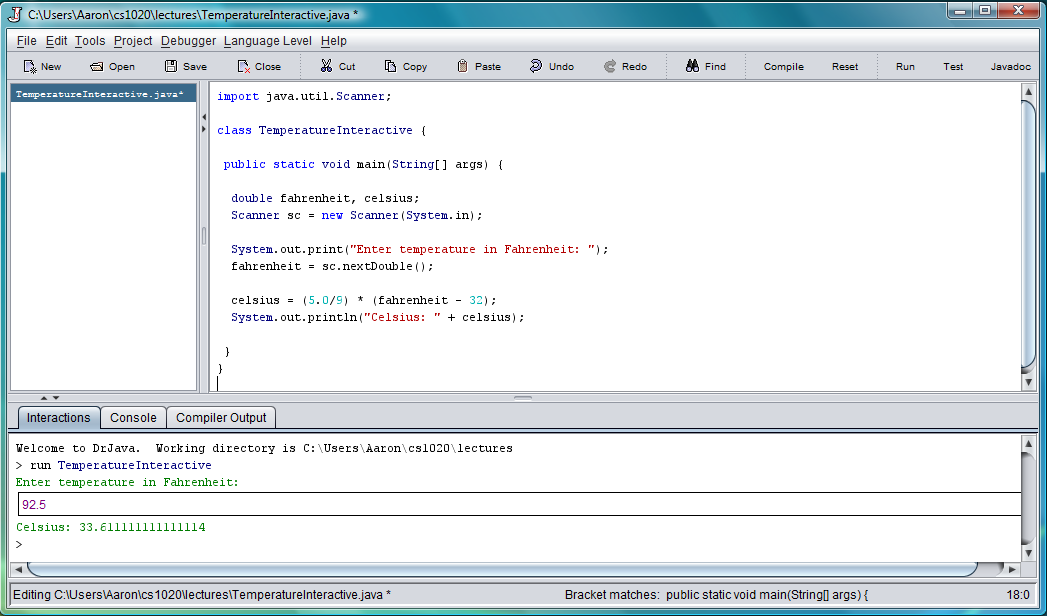 C:\Users\Aaron\cs1020\lectures\TemperatureInteractive.java *
File Edit Tools Project Debugger Language Level Help
New Open Save Close Cut Copy Paste Undo Redo Find Compile Reset Run Test Javadoc
TemperatureInteractive.java*
import java.util.Scanner;
class TemperatureInteractive {
public static void main(String[] args) {
double fahrenheit, celsius;
Scanner sc = new Scanner(System.in);
System.out.print("Enter temperature in Fahrenheit: ");
fahrenheit = sc.nextDouble();
celsius = (5.0/9) * (fahrenheit - 32);
System.out.println("Celsius: " + celsius);
}
}
Interactions Console Compiler Output
Welcome to DrJava.  Working directory is C:\Users\Aaron\cs1020\lectures
> run TemperatureInteractive
Enter temperature in Fahrenheit:
92.5
Celsius: 33.611111111111114
>
Editing C:\Users\Aaron\cs1020\lectures\TemperatureInteractive.java * Bracket matches: public static void main(String[] args) { 18:0